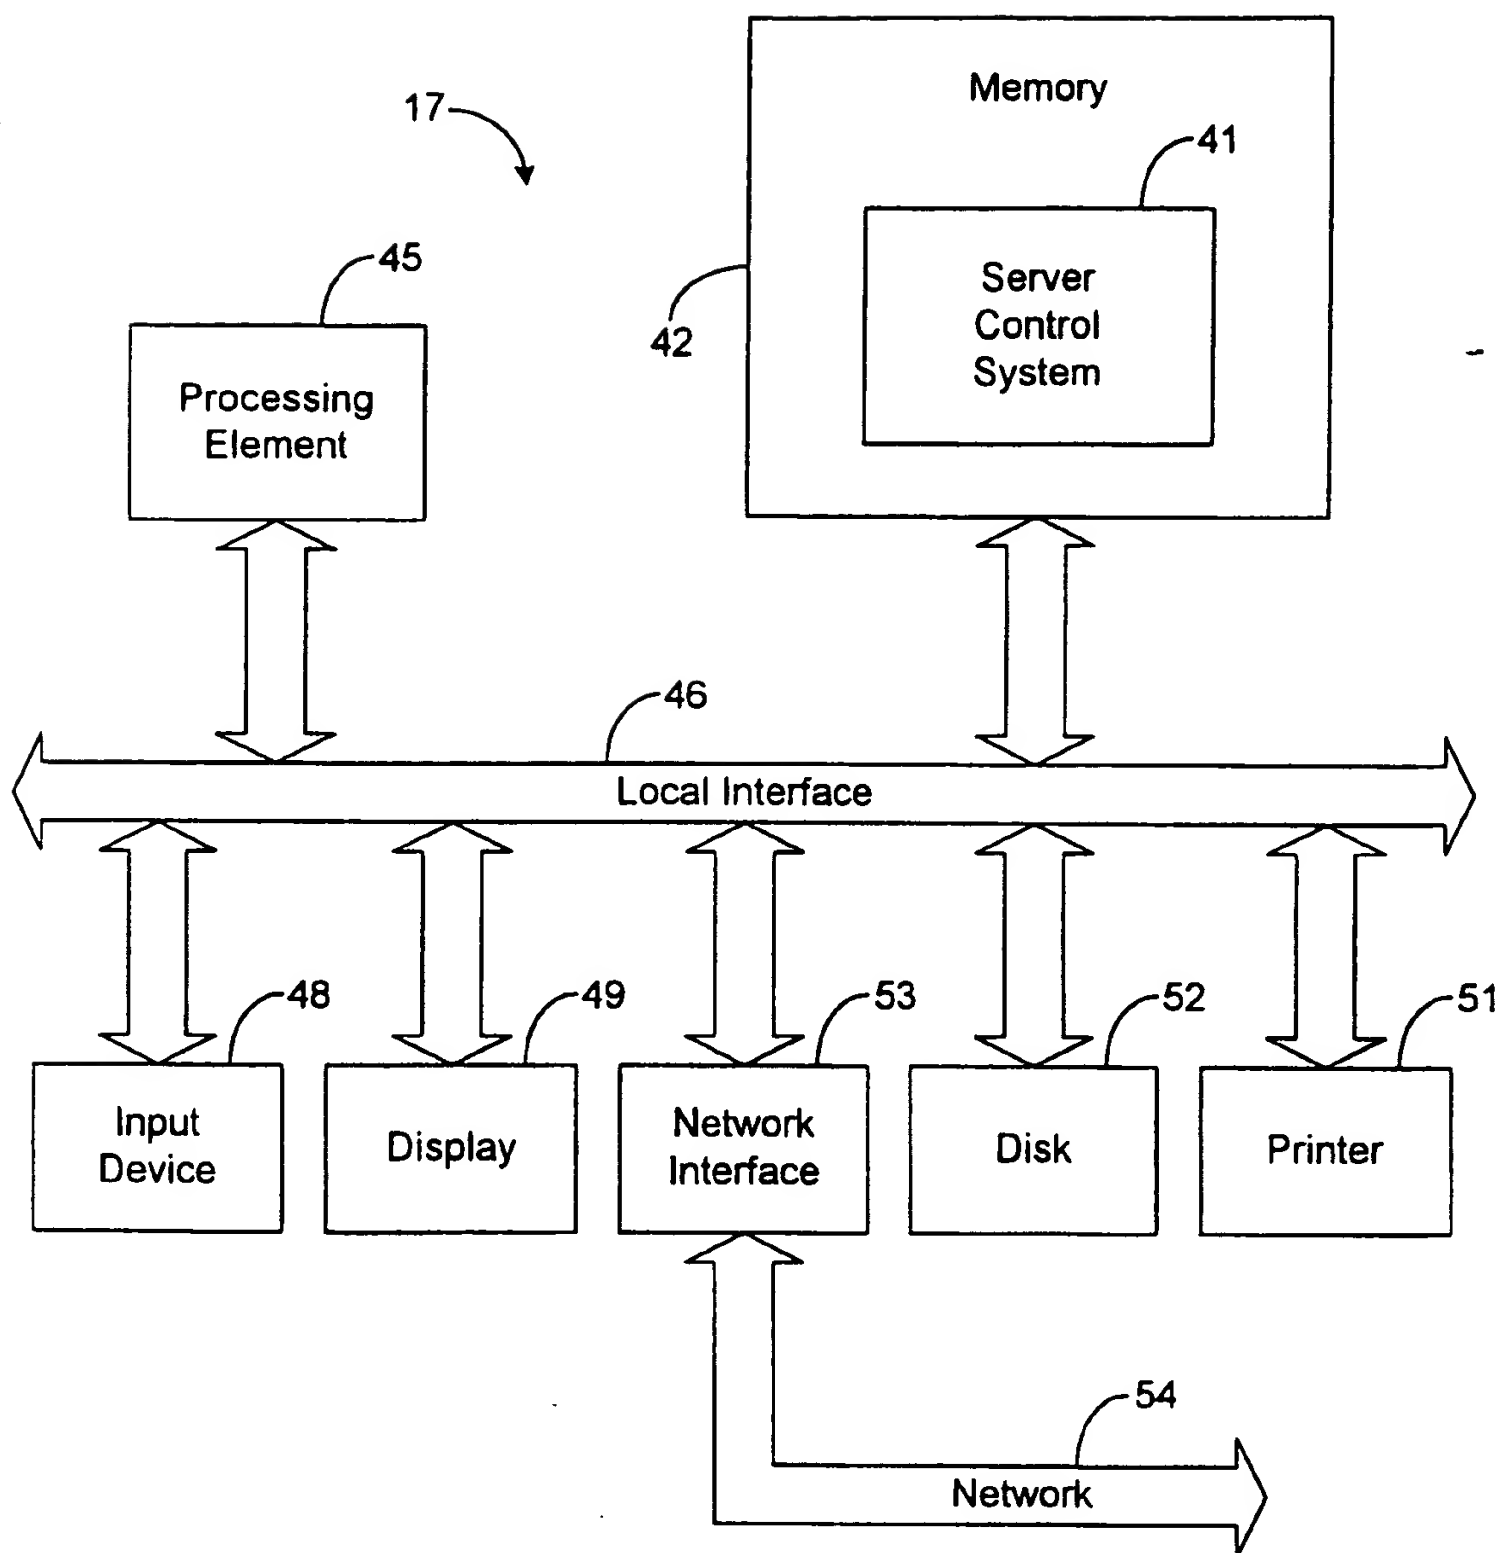 Memory
17
41
Server
Control
System
45
42
Processing
Element
46
Local Interface
48
49
53
52
51
Input
Device
Display
Network
Interface
Disk
Printer
54
Network